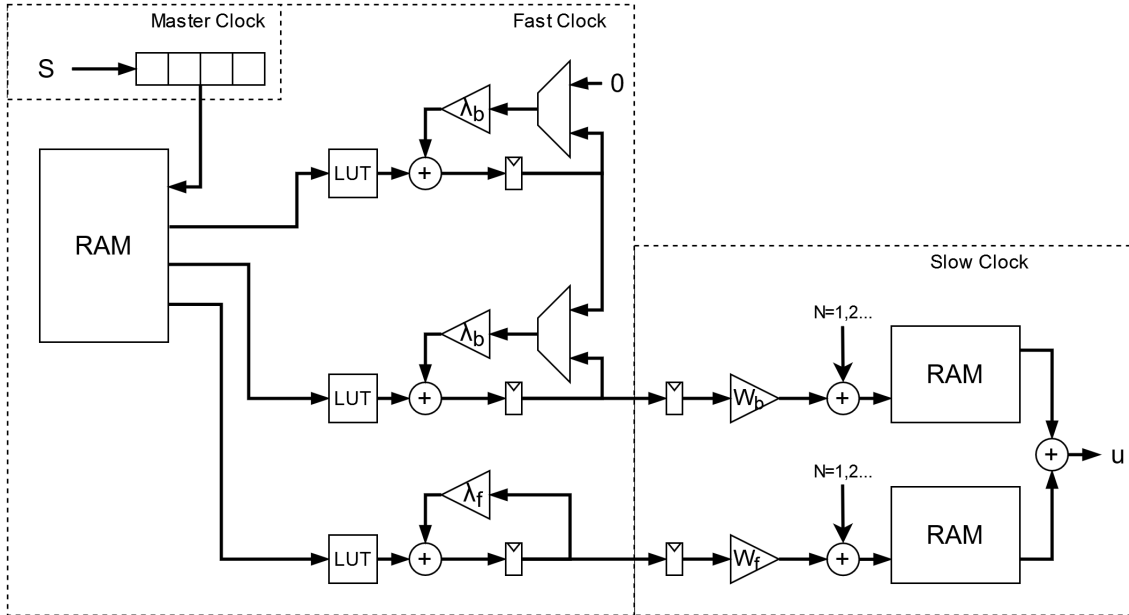 Master Clock
Fast Clock
S
0
λb
LUT
+
RAM
Slow Clock
λb
N=1,2...
LUT
+
Wb
+
RAM
+
u
λf
N=1,2...
LUT
+
Wf
+
RAM